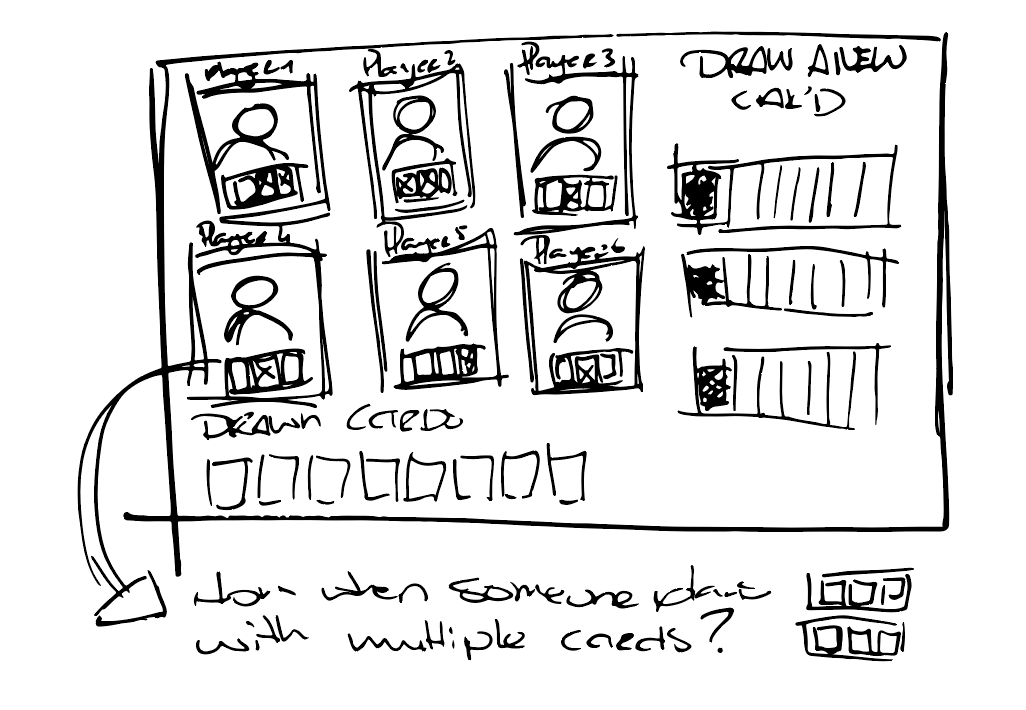 Player 1 Player 2 Player 3 DRAW A NEW
CAR'D
Player 4 Player 5 Player 6
DRAWN CARDS
How when someone plays
with multiple cards?